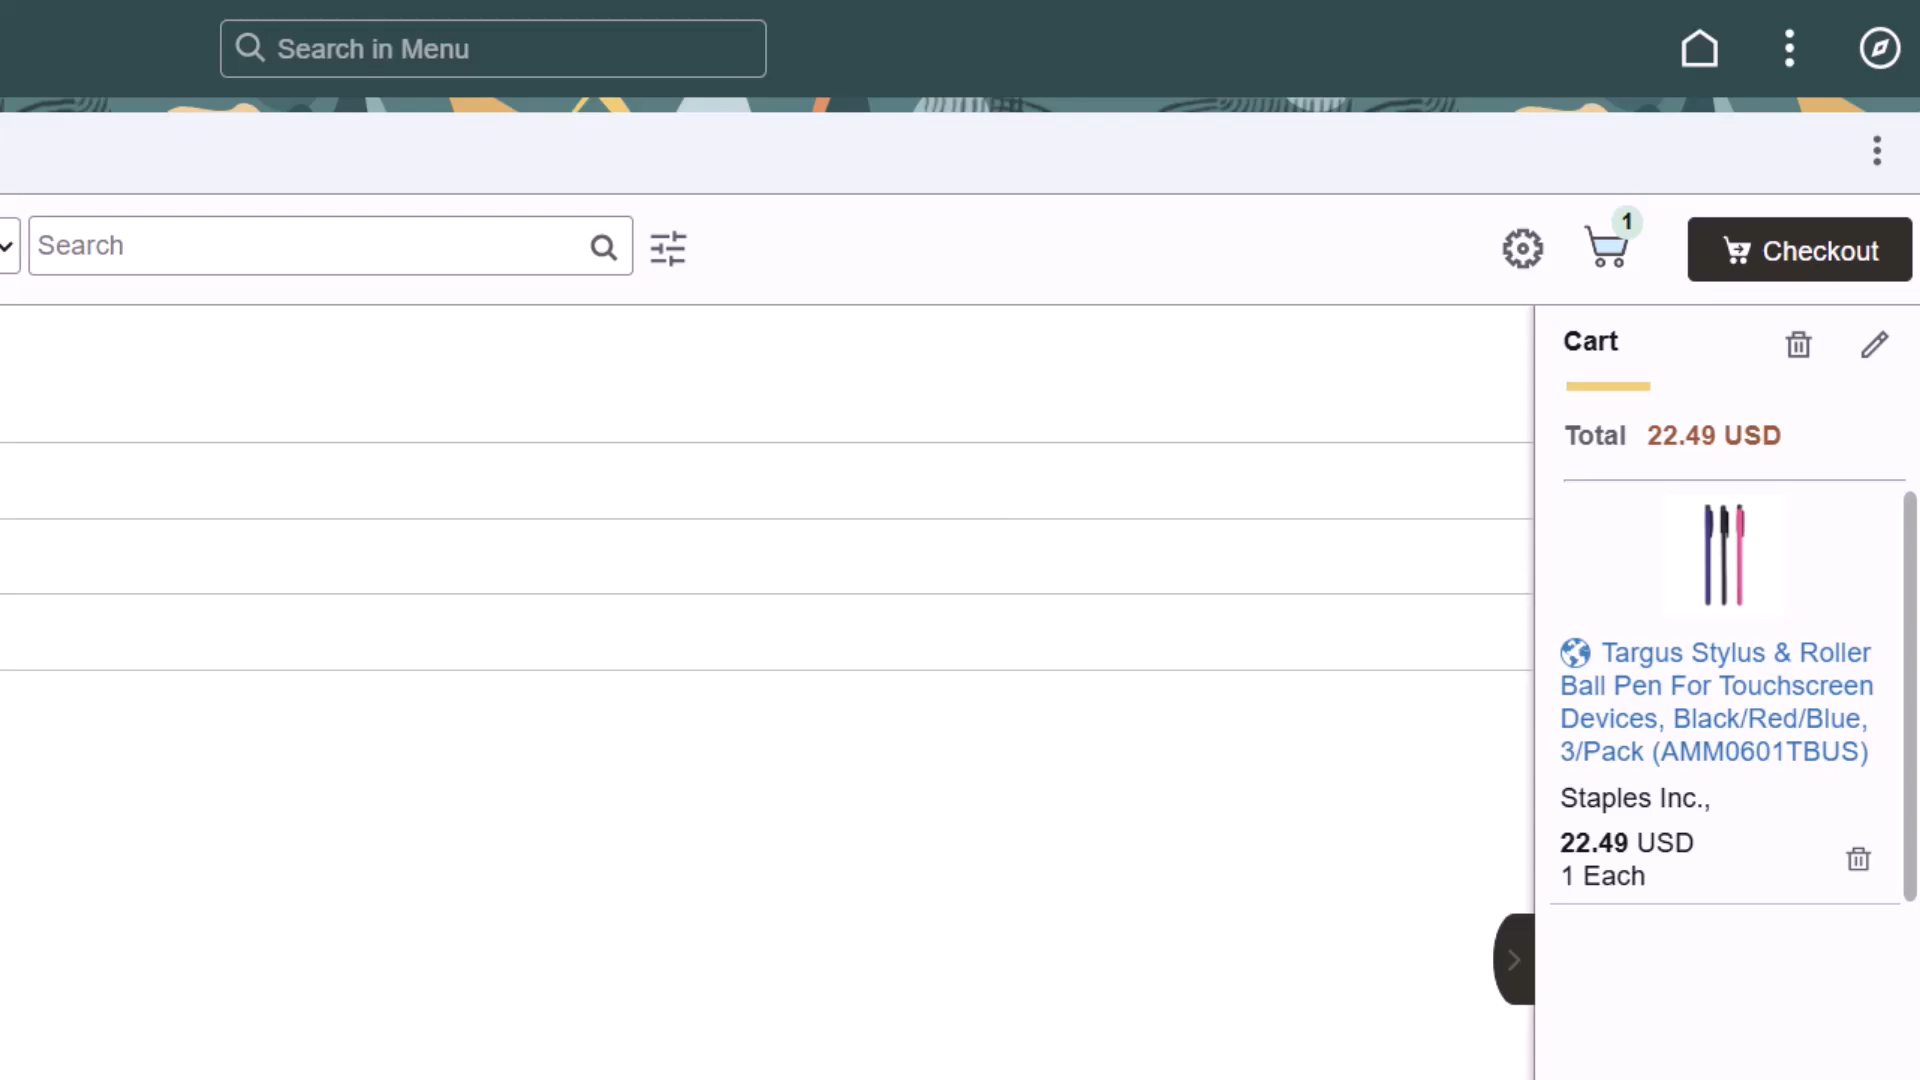 Search in Menu
Search
1
Checkout
Cart
Total 22.49 USD
Targus Stylus & Roller
Ball Pen For Touchscreen
Devices, Black/Red/Blue,
3/Pack (AMM0601TBUS)
Staples Inc.,
22.49 USD
1 Each